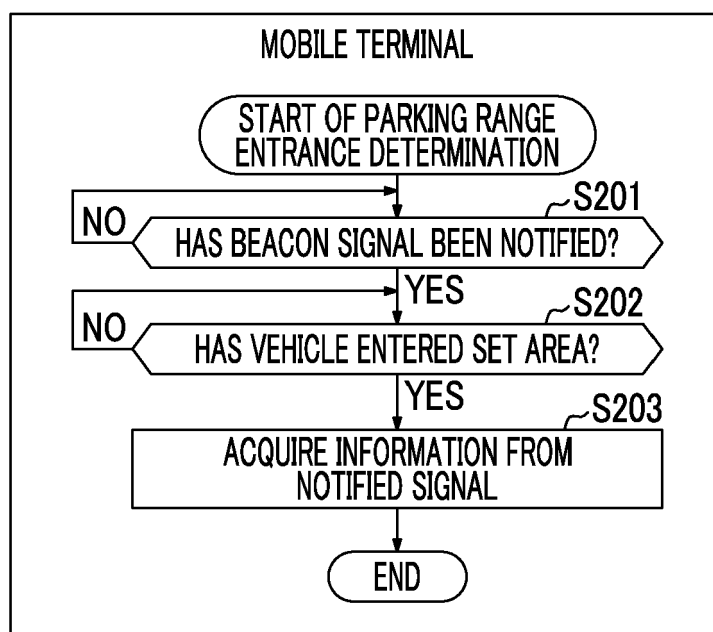 MOBILE TERMINAL
START OF PARKING RANGE
ENTRANCE DETERMINATION
S201
NO
HAS BEACON SIGNAL BEEN NOTIFIED?
YES
S202
NO
HAS VEHICLE ENTERED SET AREA?
YES
S203
ACQUIRE INFORMATION FROM
NOTIFIED SIGNAL
END